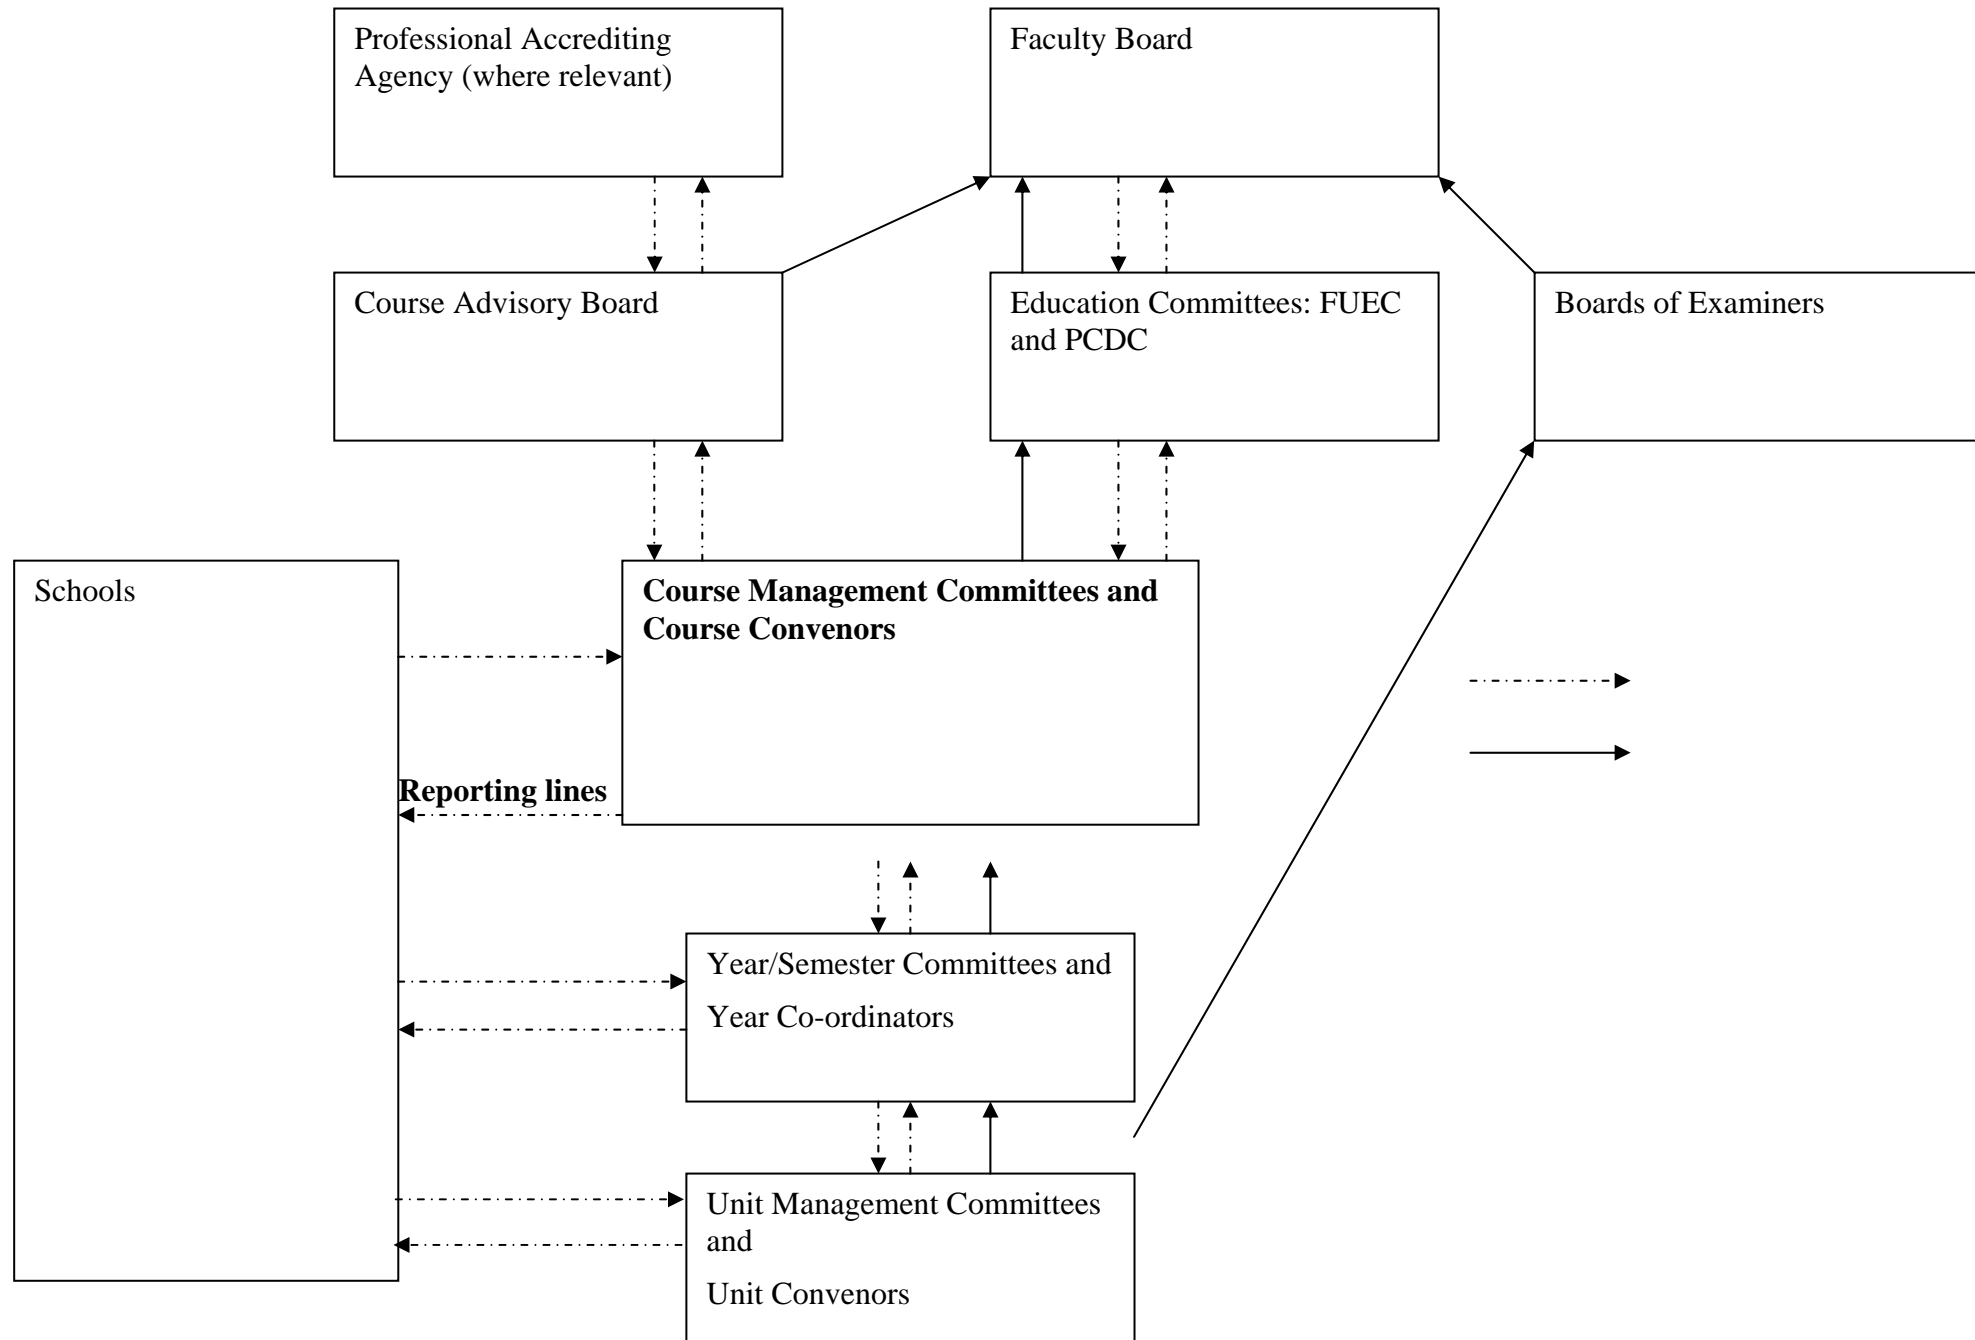 Professional Accrediting
Agency (where relevant)
Faculty Board
Course Advisory Board
Education Committees: FUEC
and PCDC
Boards of Examiners
Schools
Course Management Committees and
Course Convenors
Reporting lines
Year/Semester Committees and
Year Co-ordinators
Unit Management Committees
and
Unit Convenors